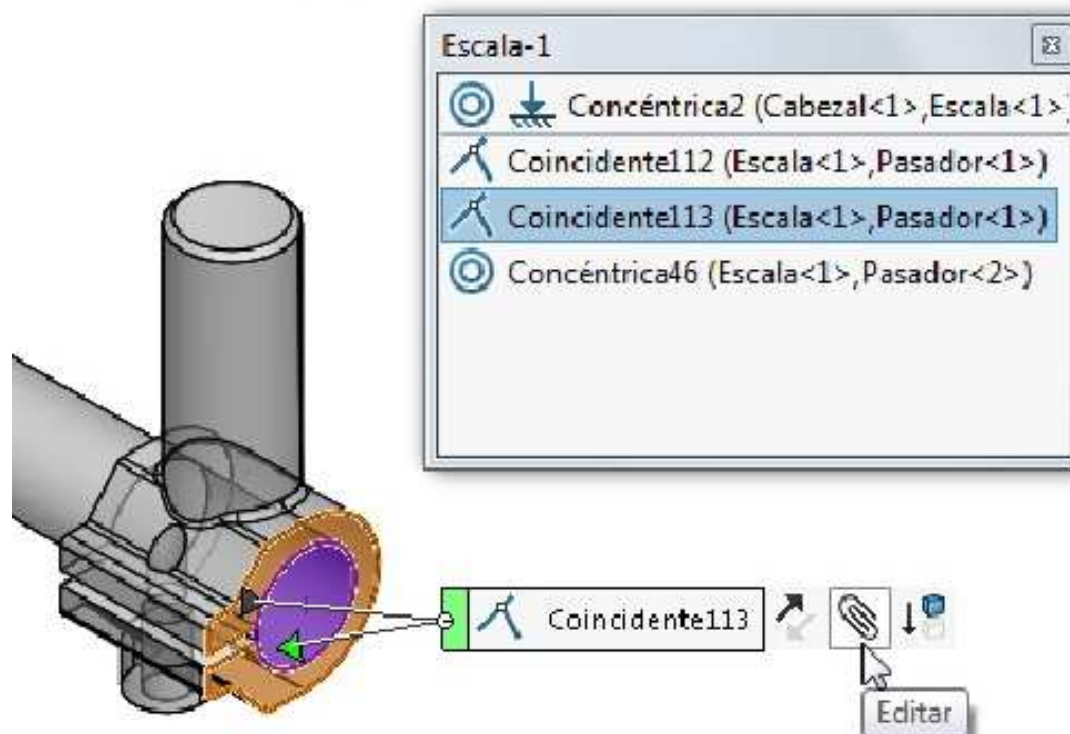 Escala-1
Concéntrica2 (Cabezal<1>,Escala<1>)
Coincidente112 (Escala<1>,Pasador<1>)
Coincidente113 (Escala<1>,Pasador<1>)
Concéntrica46 (Escala<1>,Pasador<2>)
Coincidente113
Editar